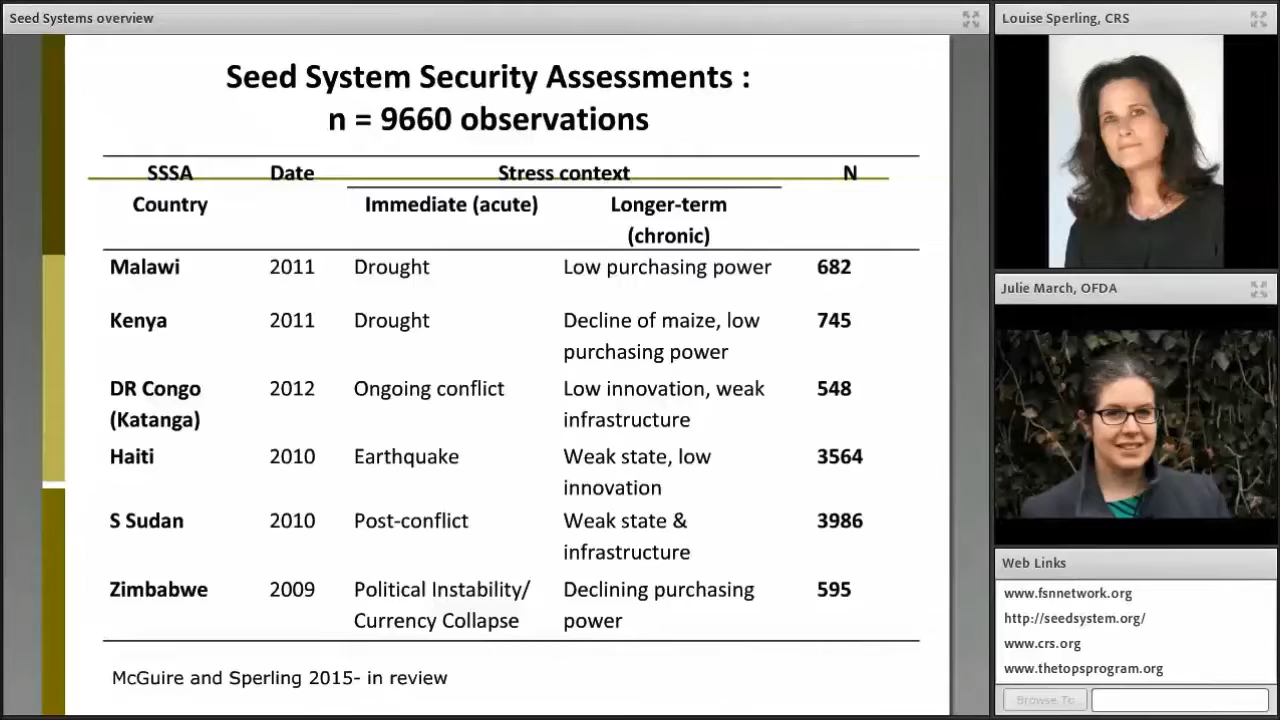 Seed Systems overview
Seed System Security Assessments :
n = 9660 observations
SSSA Date Stress context N
Country Immediate (acute) Longer-term
(chronic)
Malawi 2011 Drought Low purchasing power 682
Kenya 2011 Drought Decline of maize, low 745
purchasing power
DR Congo 2012 Ongoing conflict Low innovation, weak 548
(Katanga) infrastructure
Haiti 2010 Earthquake Weak state, low 3564
innovation
S Sudan 2010 Post-conflict Weak state & 3986
infrastructure
Zimbabwe 2009 Political Instability/ Declining purchasing 595
Currency Collapse power
McGuire and Sperling 2015- in review
Louise Sperling, CRS
Julie March, OFDA
Web Links
www.fsnnetwork.org
http://seedsystem.org/
www.crs.org
www.thetopsprogram.org
Browse To